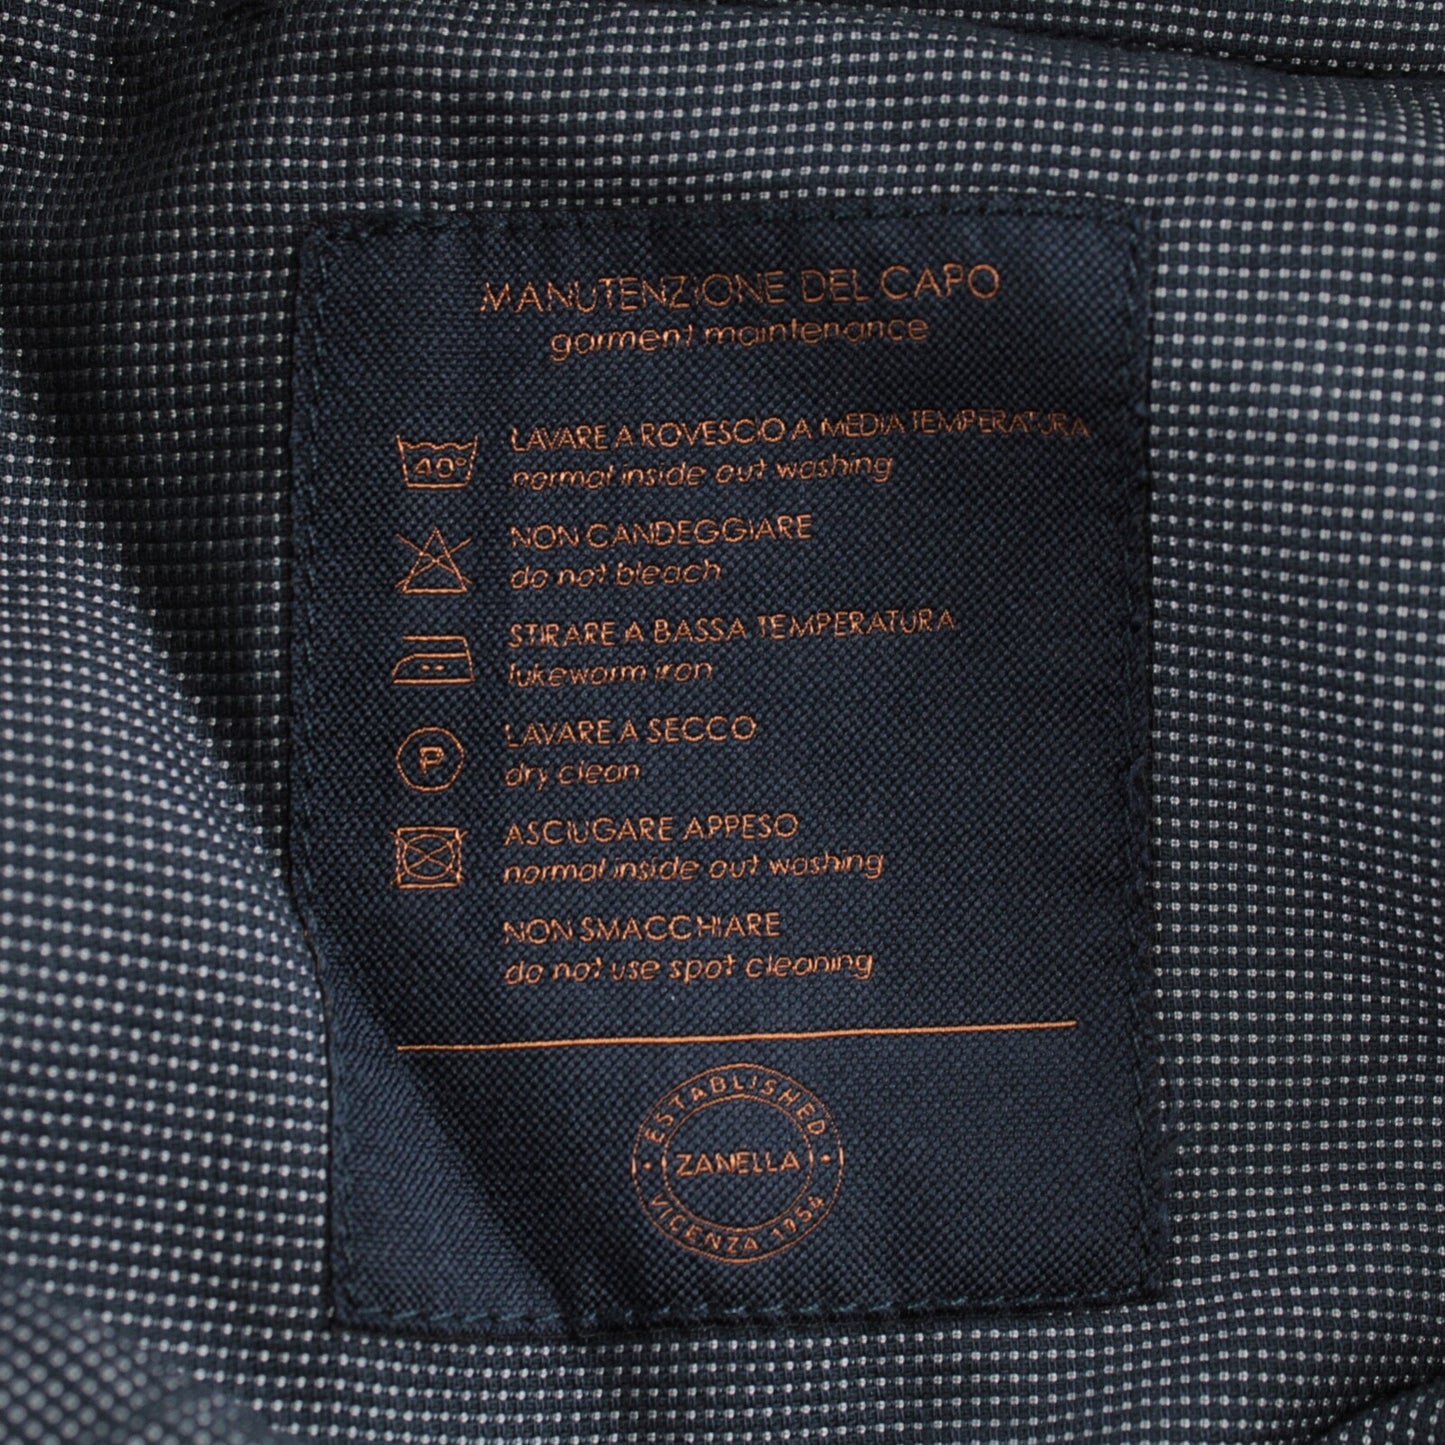 MANUTENZIONE DEL CAPO
garment maintenance
40°
LAVARE A ROVESCO A MEDIA TEMPERATURA
normal inside out washing
NON CANDEGGIARE
do not bleach
STIRARE A BASSA TEMPERATURA
lukewarm iron
P
LAVARE A SECCO
dry clean
ASCIUGARE APPESO
normal inside out washing
NON SMACCHIARE
do not use spot cleaning
ESTABLISHED
ZANELLA
VICENZA 1954